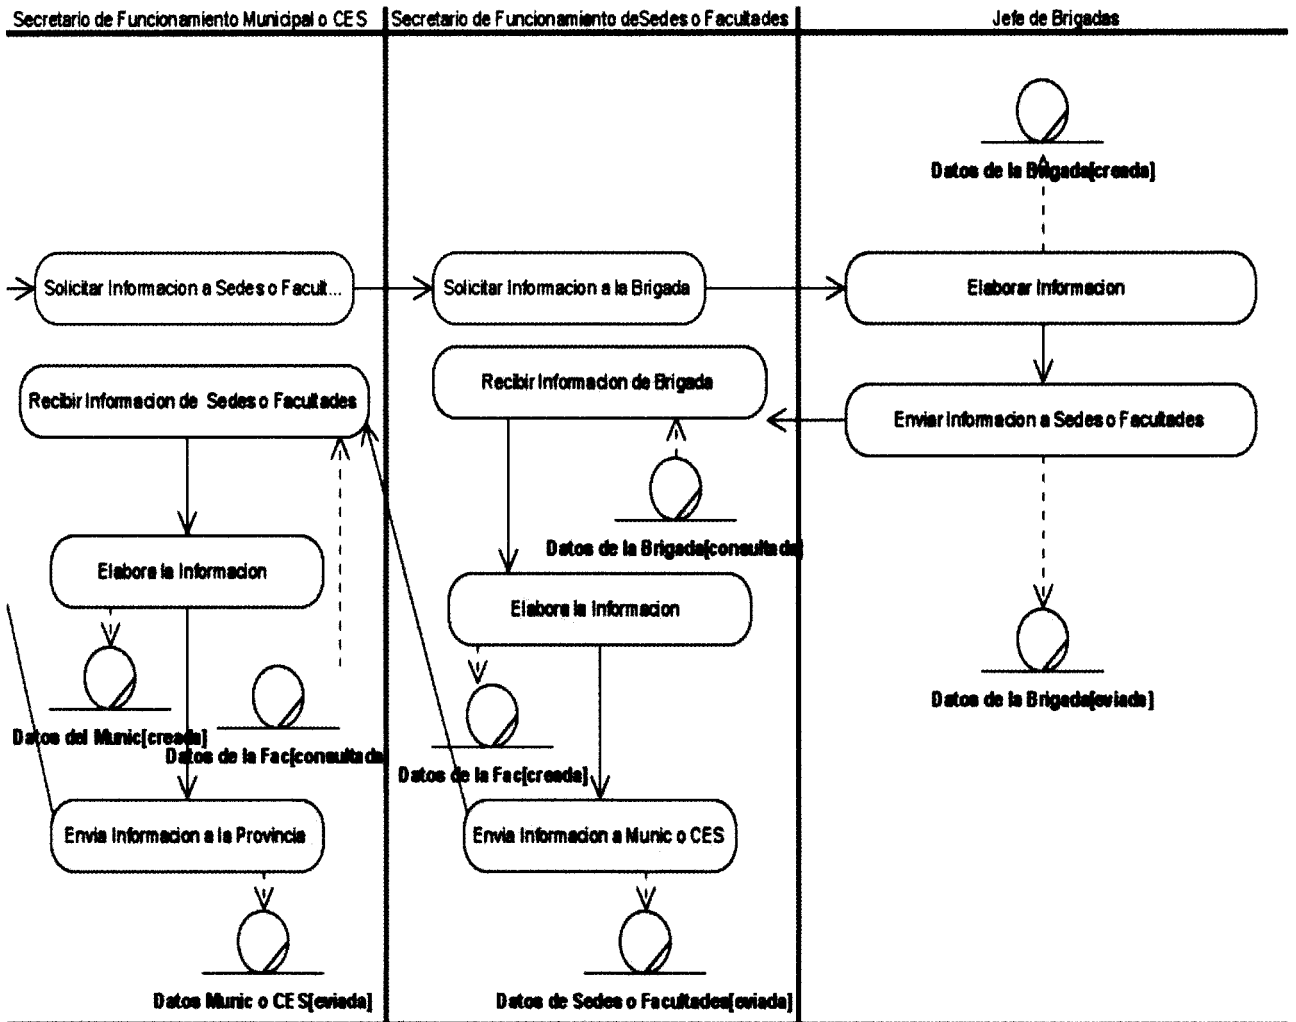 Secretario de Funcionamiento Municipal o CES
Secretario de Funcionamiento deSedes o Facultades
Jefe de Brigadas
Datos de la Brigada[creada]
Solicitar Informacion a Sedes o Facult...
Solicitar Informacion a la Brigada
Elaborar Informacion
Recibir Informacion de Sedes o Facultades
Recibir Informacion de Brigada
Enviar Informacion a Sedes o Facultades
Datos de la Brigada[consultada]
Elabora la Informacion
Elabora la Informacion
Datos de la Brigada[eviada]
Datos del Munic[creada]
Datos de la Fac[consultada
Datos de la Fac[creada]
Envia Informacion a la Provincia
Envia Informacion a Munic o CES
Datos Munic o CES[eviada]
Datos de Sedes o Facultades[eviada]